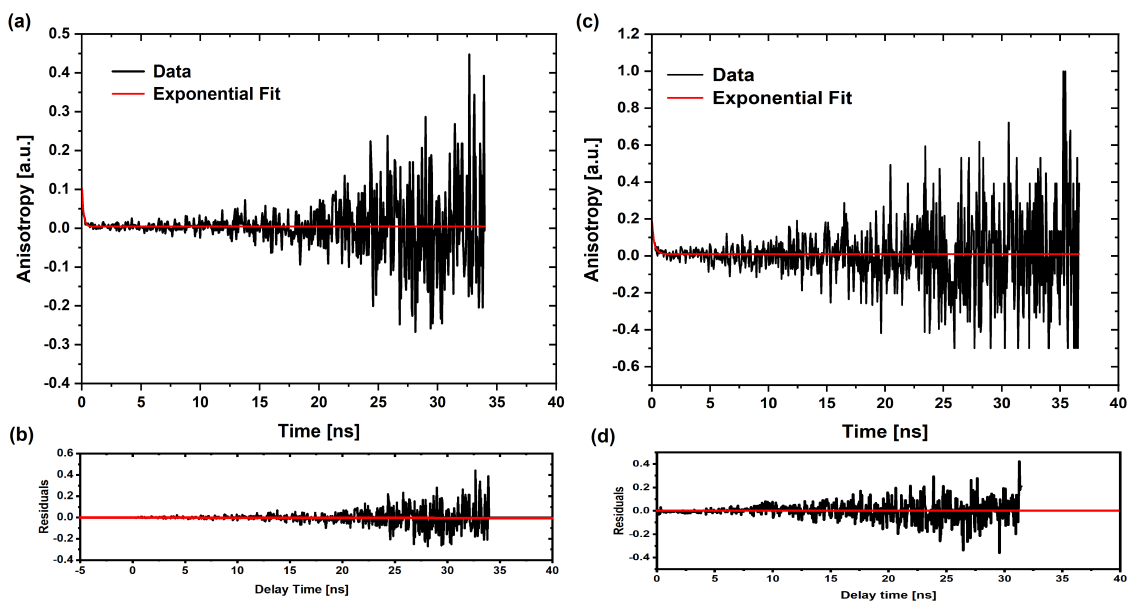 (a)
0.5
0.4
0.3
0.2
0.1
0.0
-0.1
-0.2
-0.3
-0.4
Anisotropy [a.u.]
Data
Exponential Fit
0 5 10 15 20 25 30 35 40
Time [ns]
(c)
1.2
1.0
0.8
0.6
0.4
0.2
0.0
-0.2
-0.4
-0.6
Anisotropy [a.u.]
Data
Exponential Fit
0 5 10 15 20 25 30 35 40
Time [ns]
(b)
0.6
0.4
0.2
0.0
-0.2
-0.4
Residuals
-5 0 5 10 15 20 25 30 35 40
Delay Time [ns]
(d)
0.4
0.2
0.0
-0.2
-0.4
Residuals
0 5 10 15 20 25 30 35 40
Delay time [ns]